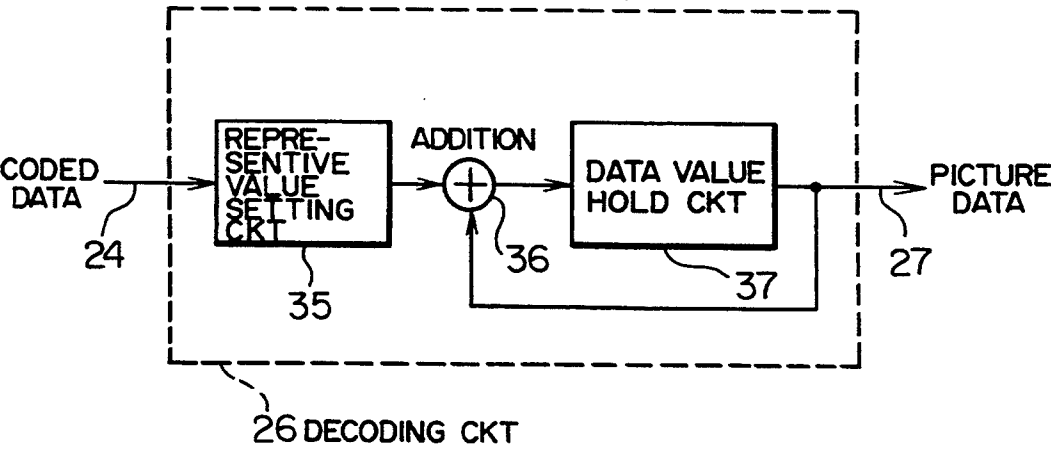 CODED
DATA
24
REPRE-
SENTIVE
VALUE
SETTING
CKT
35
ADDITION
36
DATA VALUE
HOLD CKT
37
PICTURE
DATA
27
26 DECODING CKT